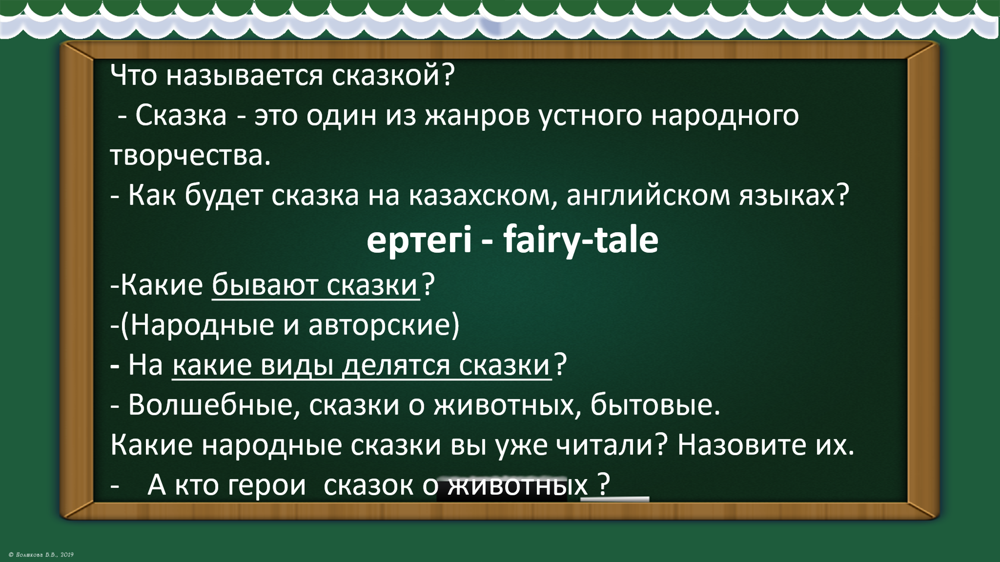 Что называется сказкой?
- Сказка - это один из жанров устного народного
творчества.
- Как будет сказка на казахском, английском языках?
ертегі - fairy-tale
-Какие бывают сказки?
-(Народные и авторские)
- На какие виды делятся сказки?
- Волшебные, сказки о животных, бытовые.
Какие народные сказки вы уже читали? Назовите их.
- А кто герои сказок о животных ?
© Полшкова В.В., 2019